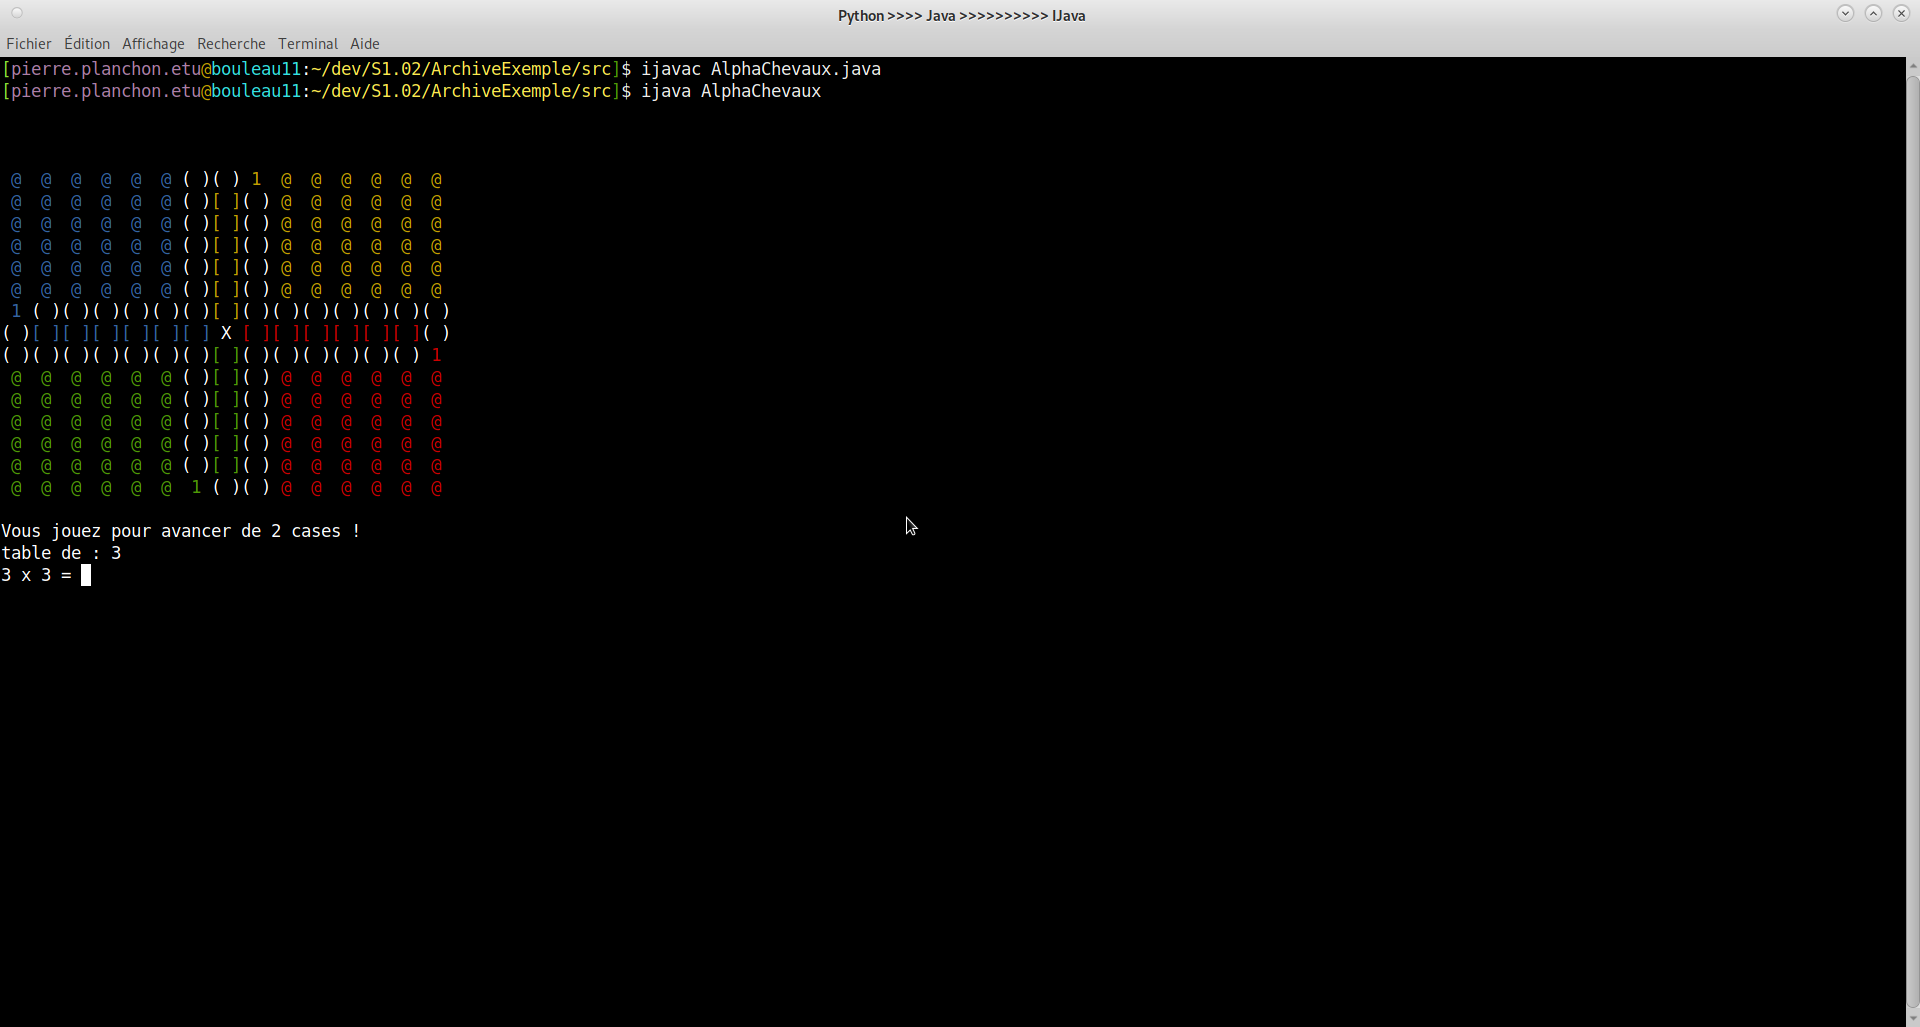 Python >>>> Java >>>>>>>>>> IJava
Fichier Édition Affichage Recherche Terminal Aide
[pierre.planchon.etu@bouleau11:~/dev/S1.02/ArchiveExemple/src]$ ijavac AlphaChevaux.java
[pierre.planchon.etu@bouleau11:~/dev/S1.02/ArchiveExemple/src]$ ijava AlphaChevaux
 @  @  @  @  @  @ ( )( ) 1  @  @  @  @  @  @
 @  @  @  @  @  @ ( )[ ]( ) @  @  @  @  @  @
 @  @  @  @  @  @ ( )[ ]( ) @  @  @  @  @  @
 @  @  @  @  @  @ ( )[ ]( ) @  @  @  @  @  @
 @  @  @  @  @  @ ( )[ ]( ) @  @  @  @  @  @
 @  @  @  @  @  @ ( )[ ]( ) @  @  @  @  @  @
 1 ( )( )( )( )( )( )[ ]( )( )( )( )( )( )( )
( )[ ][ ][ ][ ][ ][ ] X [ ][ ][ ][ ][ ][ ]( )
( )( )( )( )( )( )( )[ ]( )( )( )( )( )( ) 1
 @  @  @  @  @  @ ( )[ ]( ) @  @  @  @  @  @
 @  @  @  @  @  @ ( )[ ]( ) @  @  @  @  @  @
 @  @  @  @  @  @ ( )[ ]( ) @  @  @  @  @  @
 @  @  @  @  @  @ ( )[ ]( ) @  @  @  @  @  @
 @  @  @  @  @  @ ( )[ ]( ) @  @  @  @  @  @
 @  @  @  @  @  @  1 ( )( ) @  @  @  @  @  @
Vous jouez pour avancer de 2 cases !
table de : 3
3 x 3 =